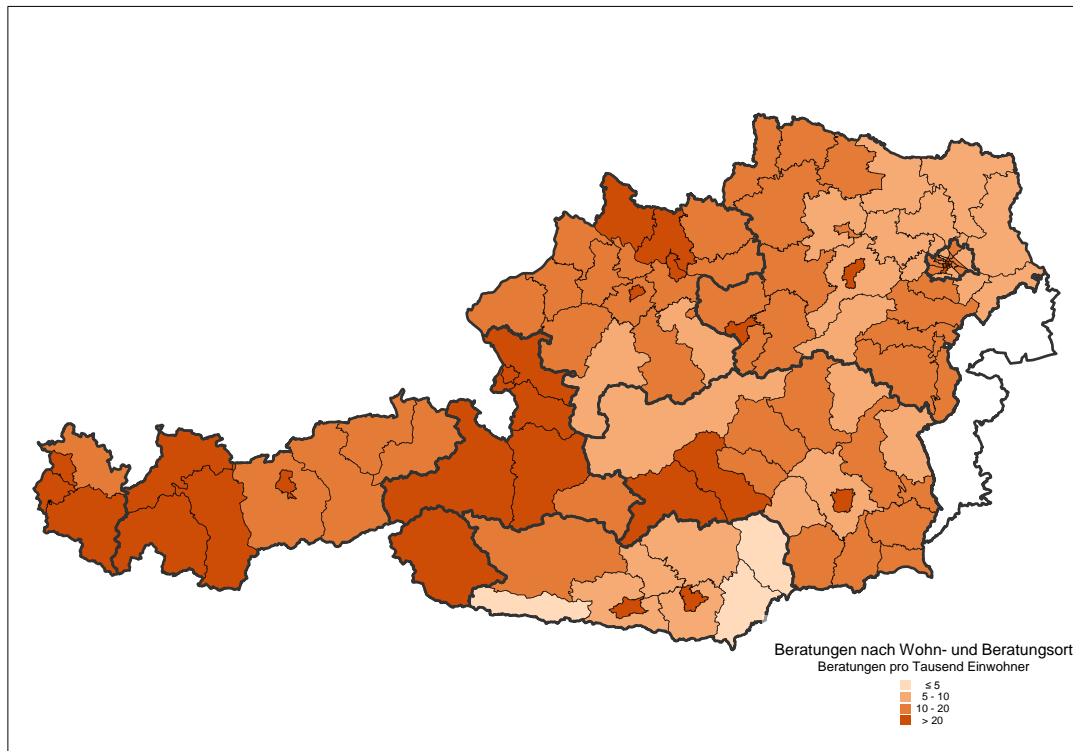 Beratungen nach Wohn- und Beratungsort
Beratungen pro Tausend Einwohner
≤ 5
5 - 10
10 - 20
> 20